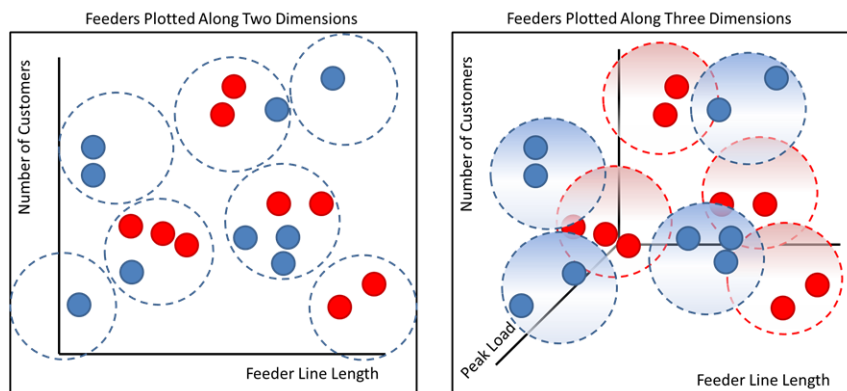 Feeders Plotted Along Two Dimensions
Number of Customers
Feeder Line Length
Feeders Plotted Along Three Dimensions
Number of Customers
Peak Load
Feeder Line Length